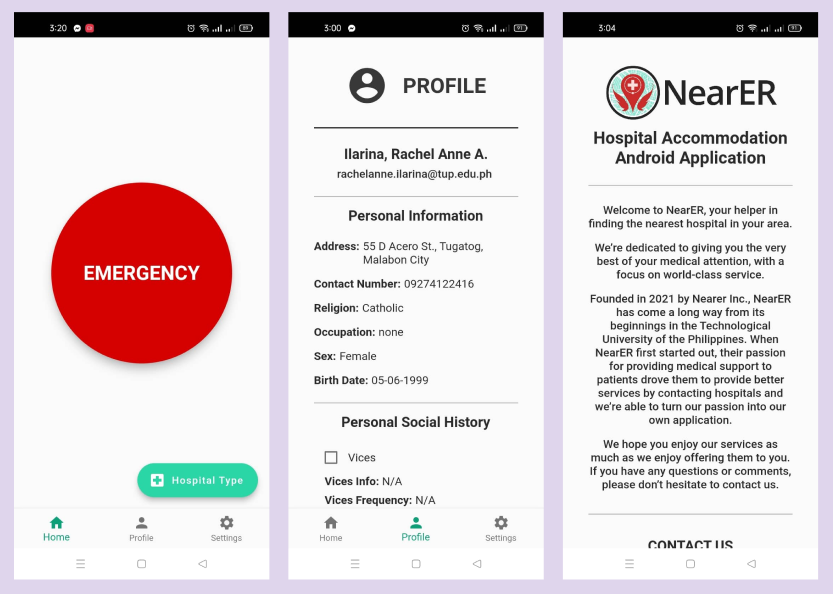 3:20
89
EMERGENCY
Hospital Type
Home
Profile
Settings
3:00
91
PROFILE
Ilarina, Rachel Anne A.
rachelanne.ilarina@tup.edu.ph
Personal Information
Address: 55 D Acero St., Tugatog,
Malabon City
Contact Number: 09274122416
Religion: Catholic
Occupation: none
Sex: Female
Birth Date: 05-06-1999
Personal Social History
Vices
Vices Info: N/A
Vices Frequency: N/A
Home
Profile
Settings
3:04
91
NearER
Hospital Accommodation
Android Application
Welcome to NearER, your helper in
finding the nearest hospital in your area.
We're dedicated to giving you the very
best of your medical attention, with a
focus on world-class service.
Founded in 2021 by Nearer Inc., NearER
has come a long way from its
beginnings in the Technological
University of the Philippines. When
NearER first started out, their passion
for providing medical support to
patients drove them to provide better
services by contacting hospitals and
we're able to turn our passion into our
own application.
We hope you enjoy our services as
much as we enjoy offering them to you.
If you have any questions or comments,
please don't hesitate to contact us.
CONTACT US